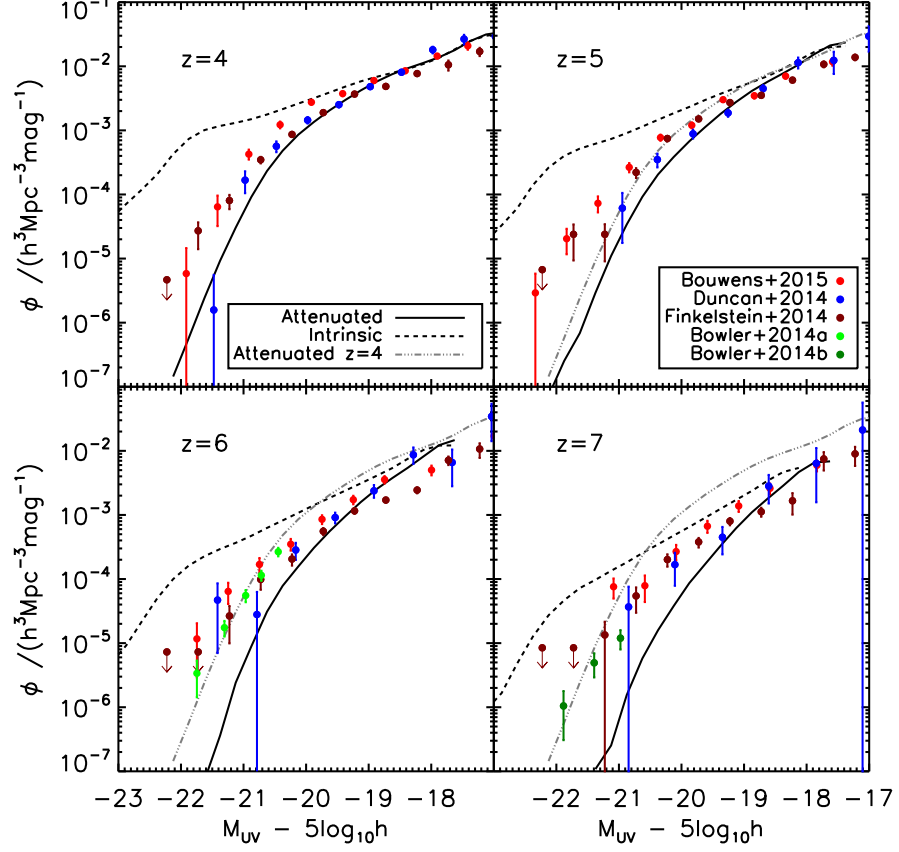 10⁻¹
10⁻²
10⁻³
10⁻⁴
10⁻⁵
10⁻⁶
10⁻⁷
ϕ /(h³Mpc⁻³mag⁻¹)
z=4
Attenuated
Intrinsic
Attenuated z=4
z=5
Bouwens+2015
Duncan+2014
Finkelstein+2014
Bowler+2014a
Bowler+2014b
10⁻²
10⁻³
10⁻⁴
10⁻⁵
10⁻⁶
10⁻⁷
ϕ /(h³Mpc⁻³mag⁻¹)
z=6
z=7
−23 −22 −21 −20 −19 −18
−22 −21 −20 −19 −18 −17
M_UV − 5log₁₀h
M_UV − 5log₁₀h